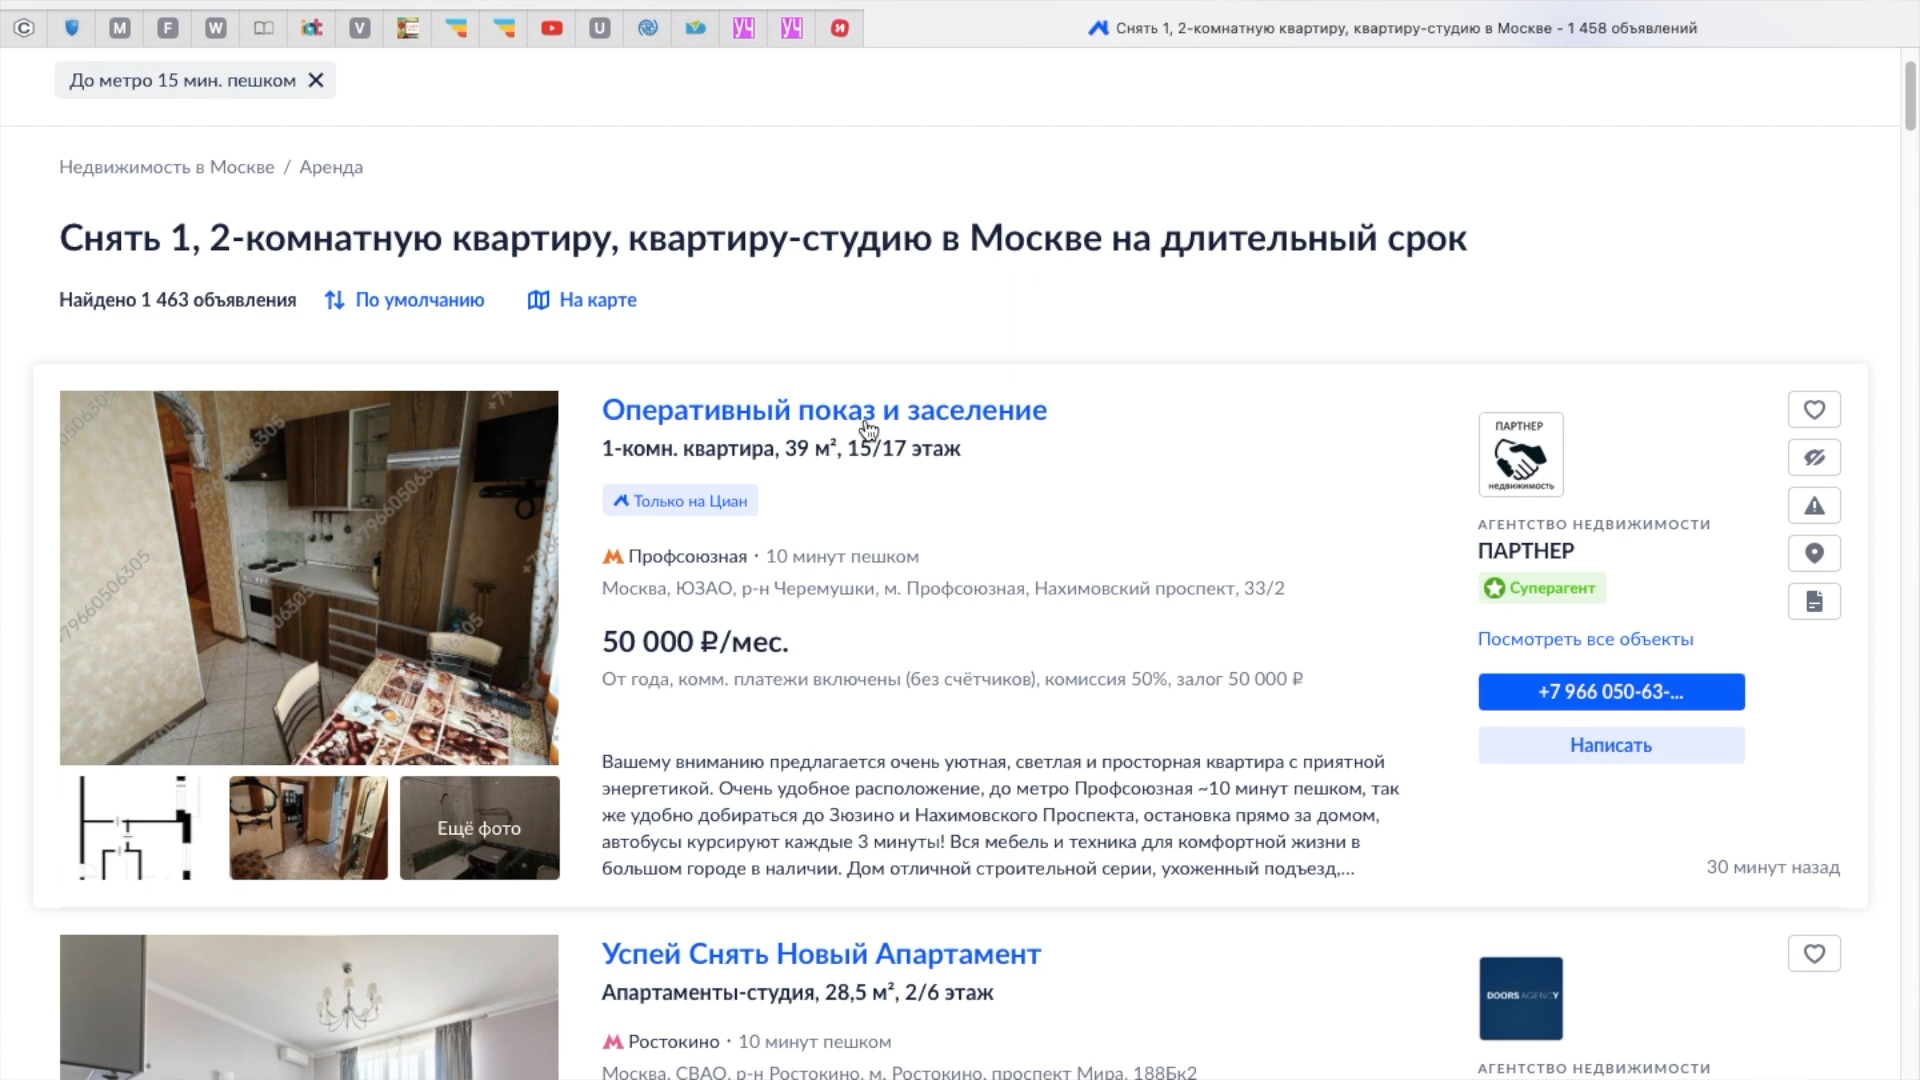 M F W V U УЧ УЧ
Снять 1, 2-комнатную квартиру, квартиру-студию в Москве - 1 458 объявлений
До метро 15 мин. пешком
Недвижимость в Москве / Аренда
Снять 1, 2-комнатную квартиру, квартиру-студию в Москве на длительный срок
Найдено 1 463 объявления По умолчанию На карте
Оперативный показ и заселение
1-комн. квартира, 39 м², 15/17 этаж
Только на Циан
Профсоюзная · 10 минут пешком
Москва, ЮЗАО, р-н Черемушки, м. Профсоюзная, Нахимовский проспект, 33/2
50 000 ₽/мес.
От года, комм. платежи включены (без счётчиков), комиссия 50%, залог 50 000 ₽
Вашему вниманию предлагается очень уютная, светлая и просторная квартира с приятной
энергетикой. Очень удобное расположение, до метро Профсоюзная ~10 минут пешком, так
же удобно добираться до Зюзино и Нахимовского Проспекта, остановка прямо за домом,
автобусы курсируют каждые 3 минуты! Вся мебель и техника для комфортной жизни в
большом городе в наличии. Дом отличной строительной серии, ухоженный подъезд,...
+79660506305
Ещё фото
ПАРТНЕР
недвижимость
АГЕНТСТВО НЕДВИЖИМОСТИ
ПАРТНЕР
Суперагент
Посмотреть все объекты
+7 966 050-63-...
Написать
30 минут назад
Успей Снять Новый Апартамент
Апартаменты-студия, 28,5 м², 2/6 этаж
Ростокино · 10 минут пешком
Москва, СВАО, р-н Ростокино, м. Ростокино, проспект Мира, 188Бк2
DOORS AGENCY
АГЕНТСТВО НЕДВИЖИМОСТИ